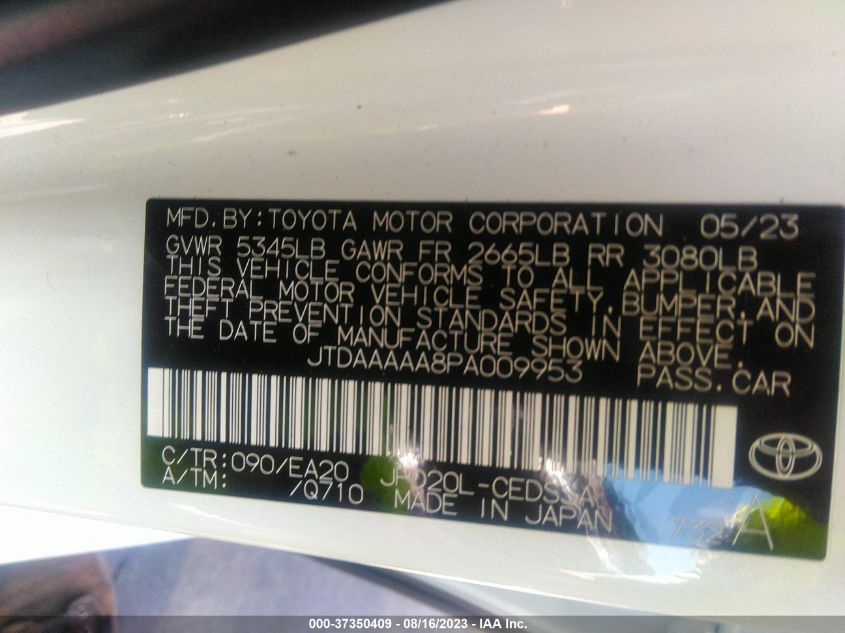 MFD. BY: TOYOTA MOTOR CORPORATION 05/23
GVWR 5345LB GAWR FR 2665LB RR 3080LB
THIS VEHICLE CONFORMS TO ALL APPLICABLE
FEDERAL MOTOR VEHICLE SAFETY, BUMPER, AND
THEFT PREVENTION STANDARDS IN EFFECT ON
THE DATE OF MANUFACTURE SHOWN ABOVE.
JTDAAAAA8PA009953 PASS. CAR
C/TR: 090/EA20 JPD20L-CEDSSA
A/TM: /Q710 MADE IN JAPAN
A
000-37350409 - 08/16/2023 - IAA Inc.